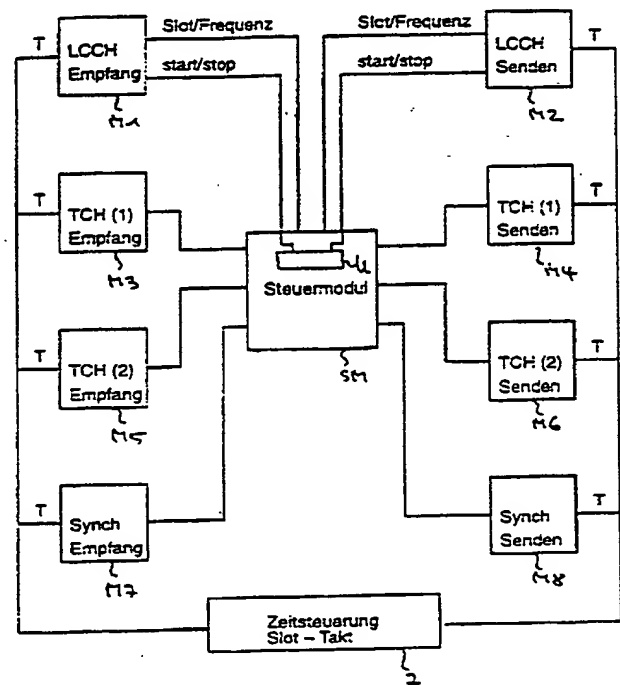 Slot/Frequenz
Slot/Frequenz
T
LCCH
Empfang
start/stop
start/stop
LCCH
Senden
T
M1
M2
T
TCH (1)
Empfang
TCH (1)
Senden
T
M3
Steuermodul
M4
SM
T
TCH (2)
Empfang
TCH (2)
Senden
T
M5
M6
T
Synch
Empfang
Synch
Senden
T
M7
M8
Zeitsteuerung
Slot – Takt